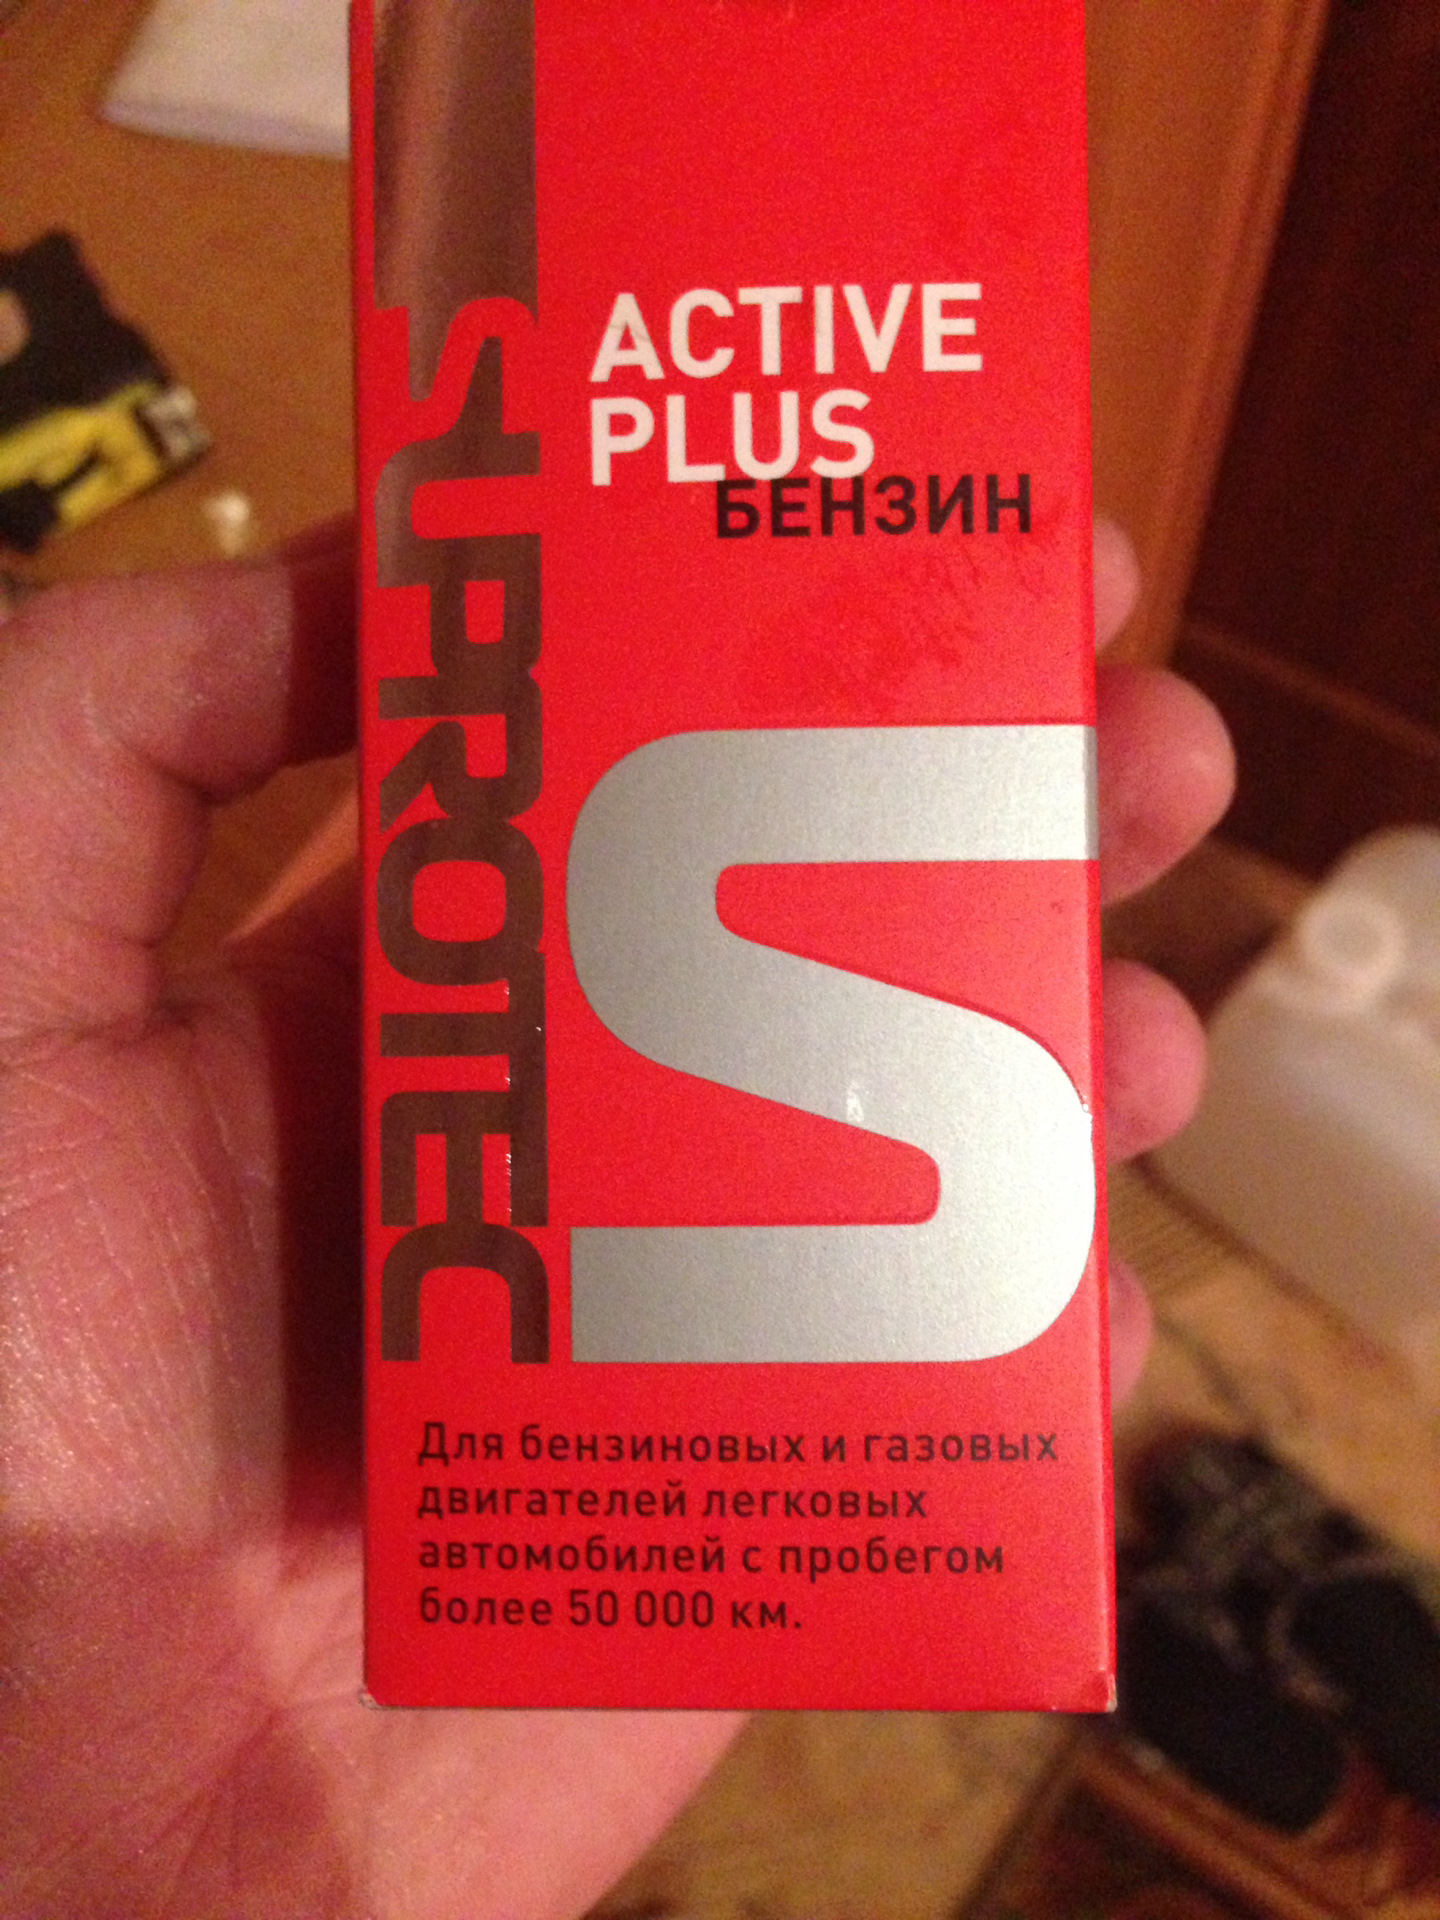 SUPROTEC
ACTIVE
PLUS
БЕНЗИН
Для бензиновых и газовых
двигателей легковых
автомобилей с пробегом
более 50 000 км.